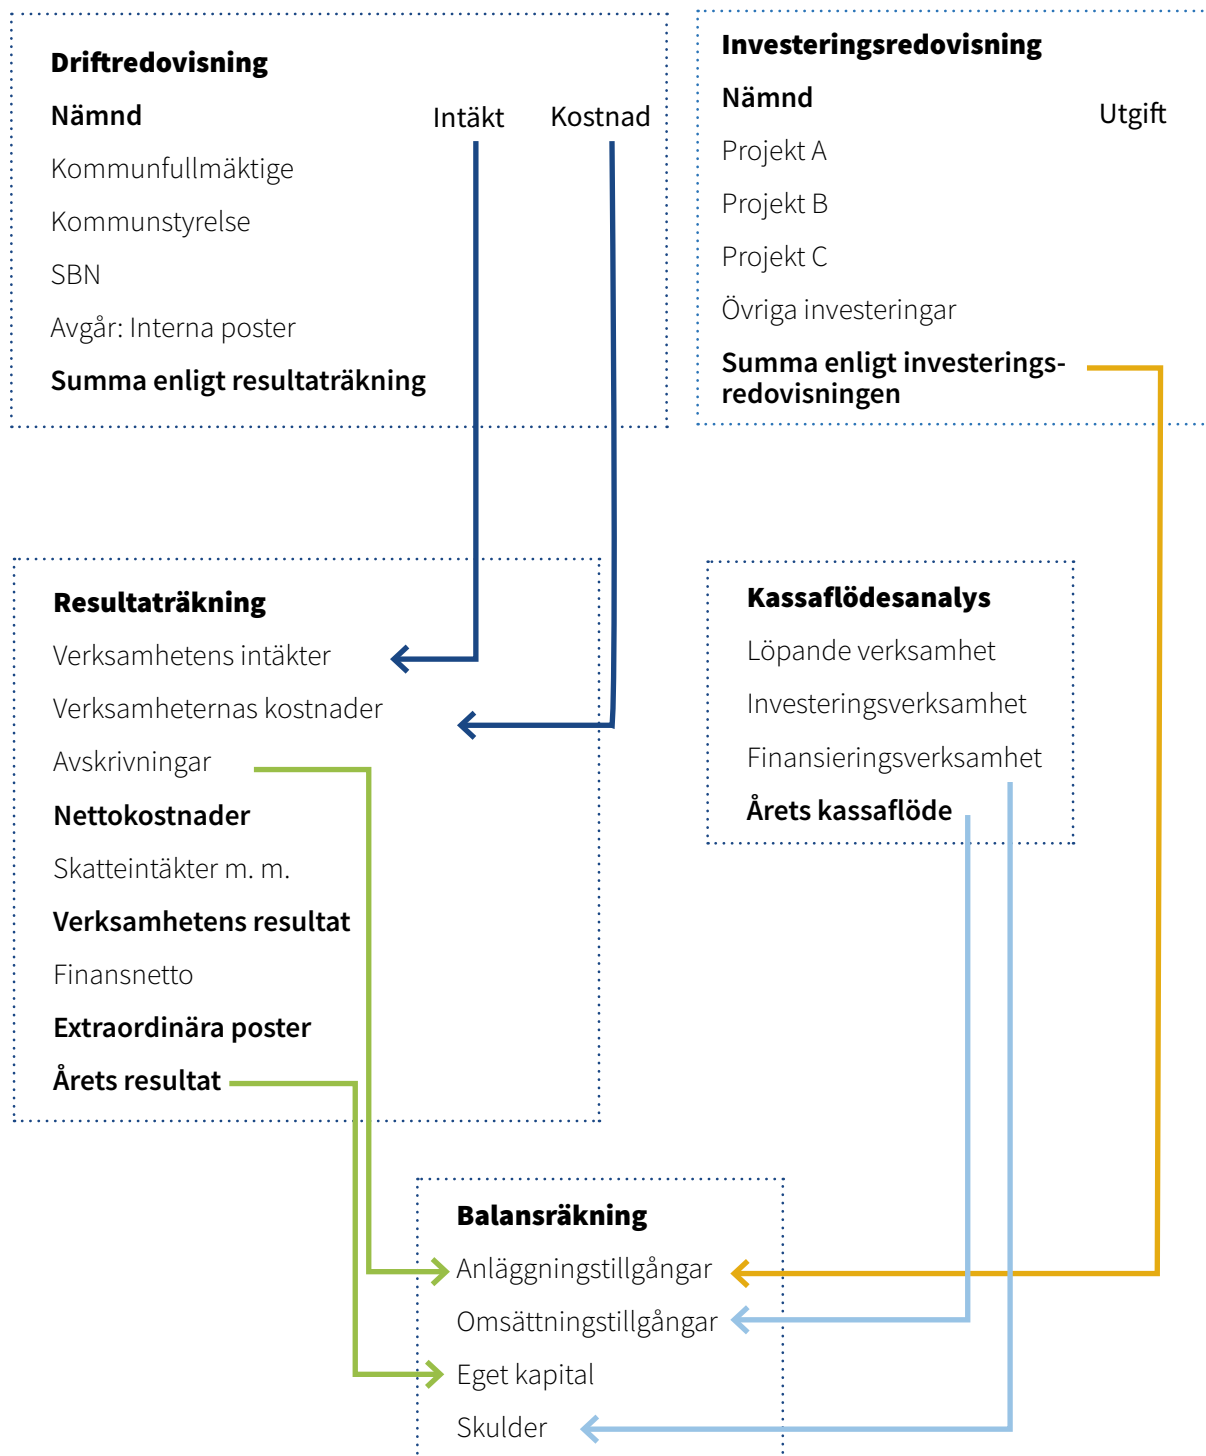 Driftredovisning
Nämnd Intäkt Kostnad
Kommunfullmäktige
Kommunstyrelse
SBN
Avgår: Interna poster
Summa enligt resultaträkning
Investeringsredovisning
Nämnd Utgift
Projekt A
Projekt B
Projekt C
Övriga investeringar
Summa enligt investerings-
redovisningen
Resultaträkning
Verksamhetens intäkter
Verksamheternas kostnader
Avskrivningar
Nettokostnader
Skatteintäkter m. m.
Verksamhetens resultat
Finansnetto
Extraordinära poster
Årets resultat
Kassaflödesanalys
Löpande verksamhet
Investeringsverksamhet
Finansieringsverksamhet
Årets kassaflöde
Balansräkning
Anläggningstillgångar
Omsättningstillgångar
Eget kapital
Skulder